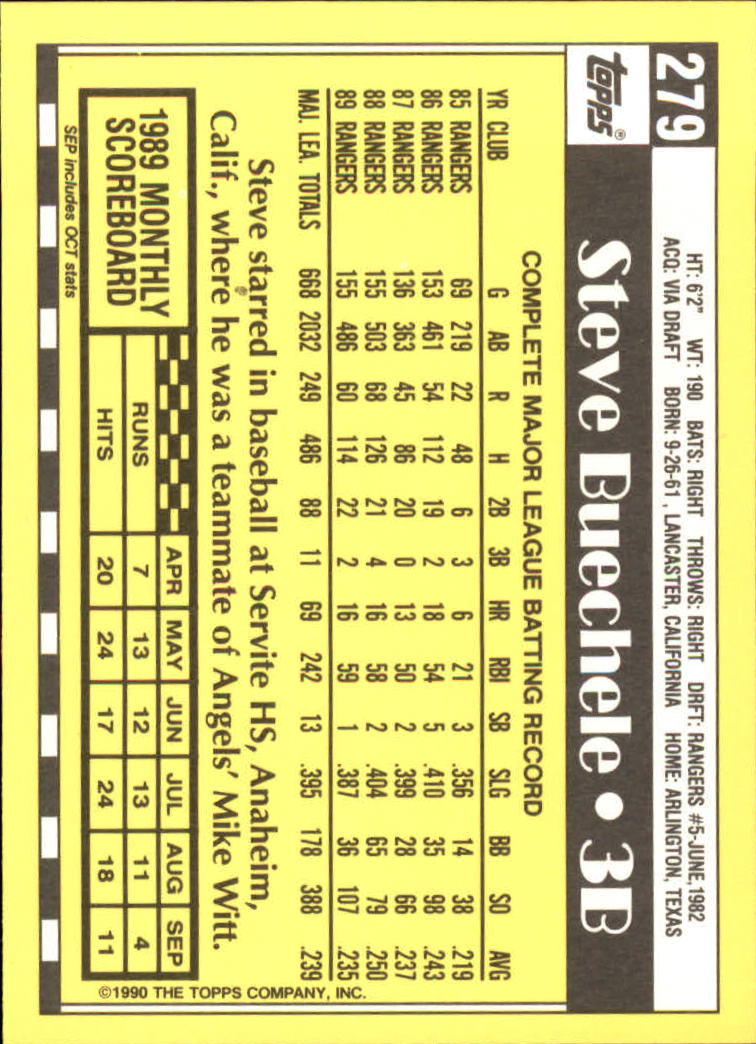 279
HT: 6'2" WT: 190 BATS: RIGHT THROWS: RIGHT DRFT: RANGERS #5-JUNE,1982
ACQ: VIA DRAFT BORN: 9-26-61 , LANCASTER, CALIFORNIA HOME: ARLINGTON, TEXAS
topps®
Steve Buechele • 3B
COMPLETE MAJOR LEAGUE BATTING RECORD
YR CLUB G AB R H 2B 3B HR RBI SB SLG BB SO AVG
85 RANGERS 69 219 22 48 6 3 6 21 3 .356 14 38 .219
86 RANGERS 153 461 54 112 19 2 18 54 5 .410 35 98 .243
87 RANGERS 136 363 45 86 20 0 13 50 2 .399 28 66 .237
88 RANGERS 155 503 68 126 21 4 16 58 2 .404 65 79 .250
89 RANGERS 155 486 60 114 22 2 16 59 1 .387 36 107 .235
MAJ. LEA. TOTALS 668 2032 249 486 88 11 69 242 13 .395 178 388 .239
Steve starred in baseball at Servite HS, Anaheim,
Calif., where he was a teammate of Angels' Mike Witt.
1989 MONTHLY
SCOREBOARD
APR MAY JUN JUL AUG SEP
RUNS 7 13 12 13 11 4
HITS 20 24 17 24 18 11
SEP includes OCT stats
©1990 THE TOPPS COMPANY, INC.